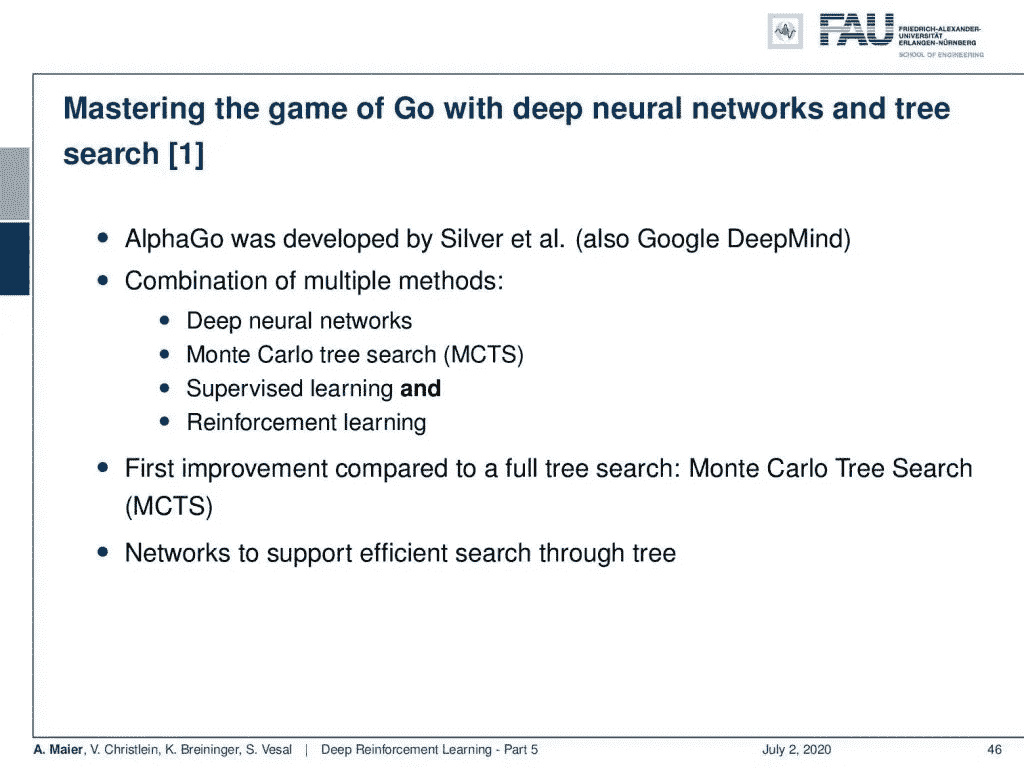 FAU
FRIEDRICH-ALEXANDER-
UNIVERSITÄT
ERLANGEN-NÜRNBERG
SCHOOL OF ENGINEERING
Mastering the game of Go with deep neural networks and tree
search [1]
• AlphaGo was developed by Silver et al. (also Google DeepMind)
• Combination of multiple methods:
• Deep neural networks
• Monte Carlo tree search (MCTS)
• Supervised learning and
• Reinforcement learning
• First improvement compared to a full tree search: Monte Carlo Tree Search
(MCTS)
• Networks to support efficient search through tree
A. Maier, V. Christlein, K. Breininger, S. Vesal | Deep Reinforcement Learning - Part 5 July 2, 2020 46